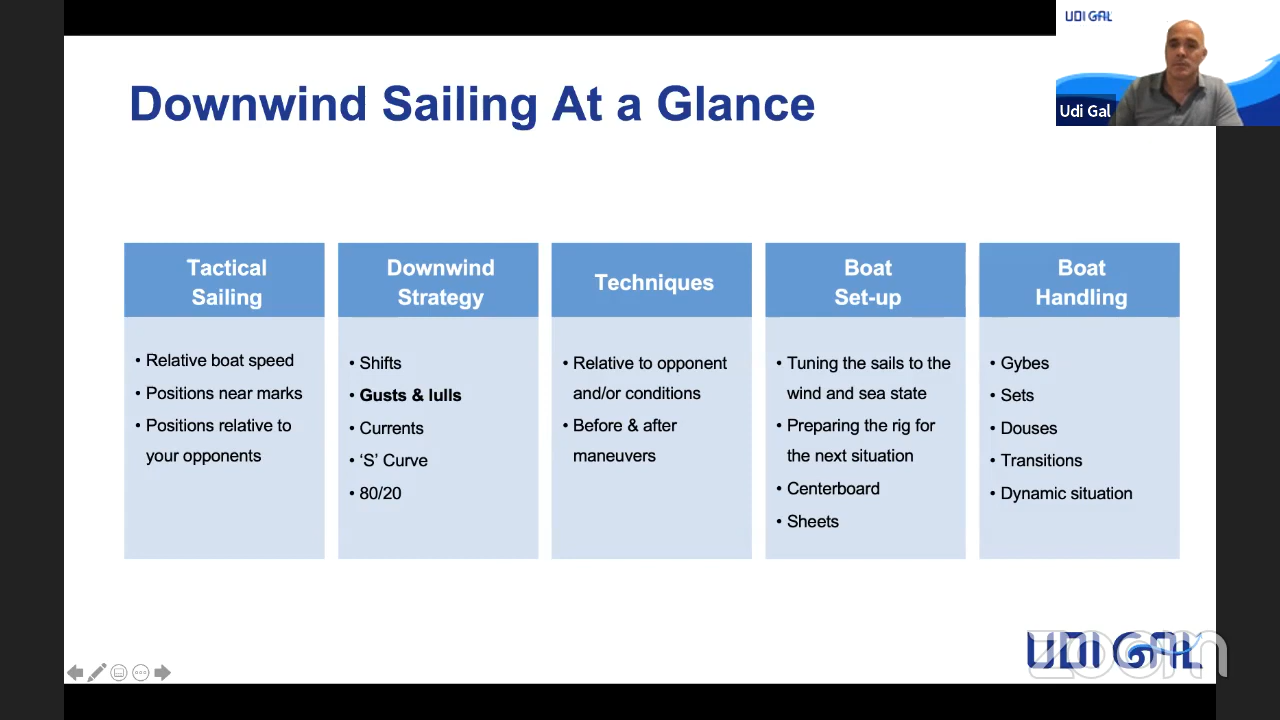 UDI GAL
Udi Gal
Downwind Sailing At a Glance
Tactical
Sailing
• Relative boat speed
• Positions near marks
• Positions relative to
your opponents
Downwind
Strategy
• Shifts
• Gusts & lulls
• Currents
• ‘S’ Curve
• 80/20
Techniques
• Relative to opponent
and/or conditions
• Before & after
maneuvers
Boat
Set-up
• Tuning the sails to the
wind and sea state
• Preparing the rig for
the next situation
• Centerboard
• Sheets
Boat
Handling
• Gybes
• Sets
• Douses
• Transitions
• Dynamic situation
UDI GAL
zoom